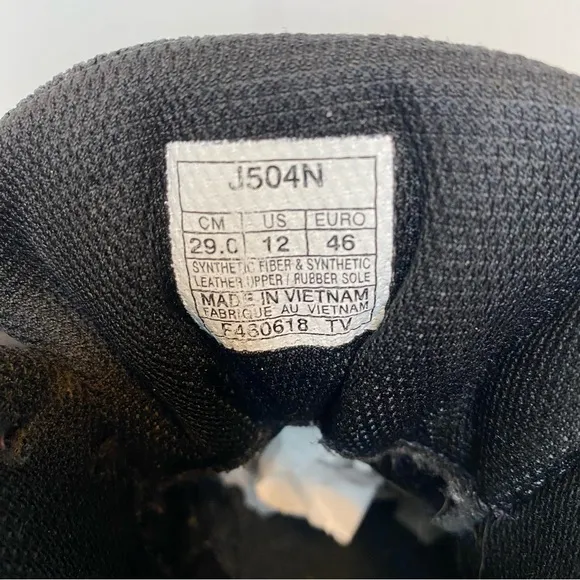 J504N
CM US EURO
29.0 12 46
SYNTHETIC FIBER & SYNTHETIC
LEATHER UPPER / RUBBER SOLE
MADE IN VIETNAM
FABRIQUE AU VIETNAM
F460618 TV